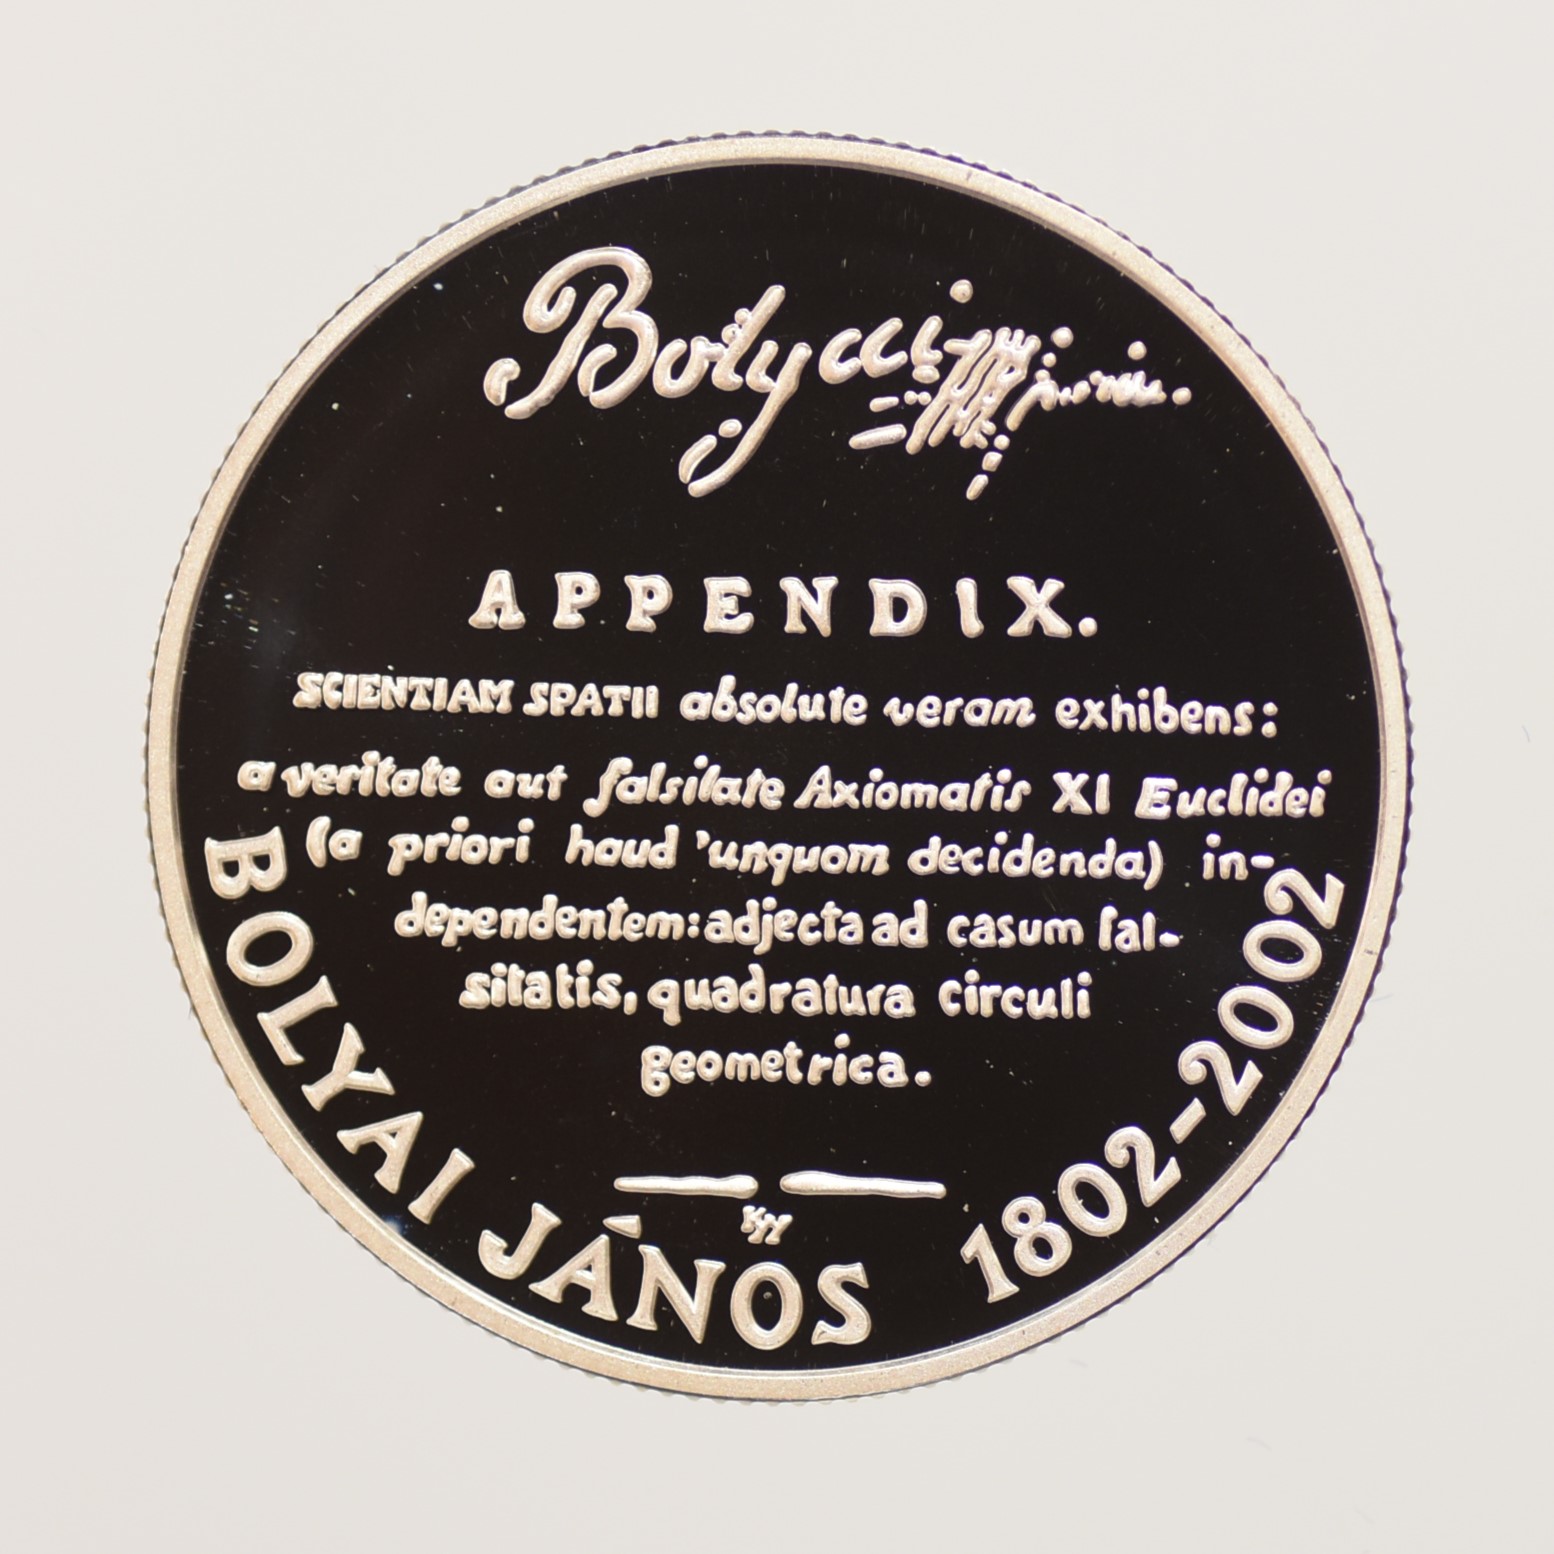 Bolyai
APPENDIX.
SCIENTIAM SPATII absolute veram exhibens:
a veritate aut falsitate Axiomatis XI Euclidei
(a priori haud 'unquam decidenda) in-
dependentem: adjecta ad casum fal-
sitatis, quadratura circuli
geometrica.
BOLYAI JÁNOS 1802-2002